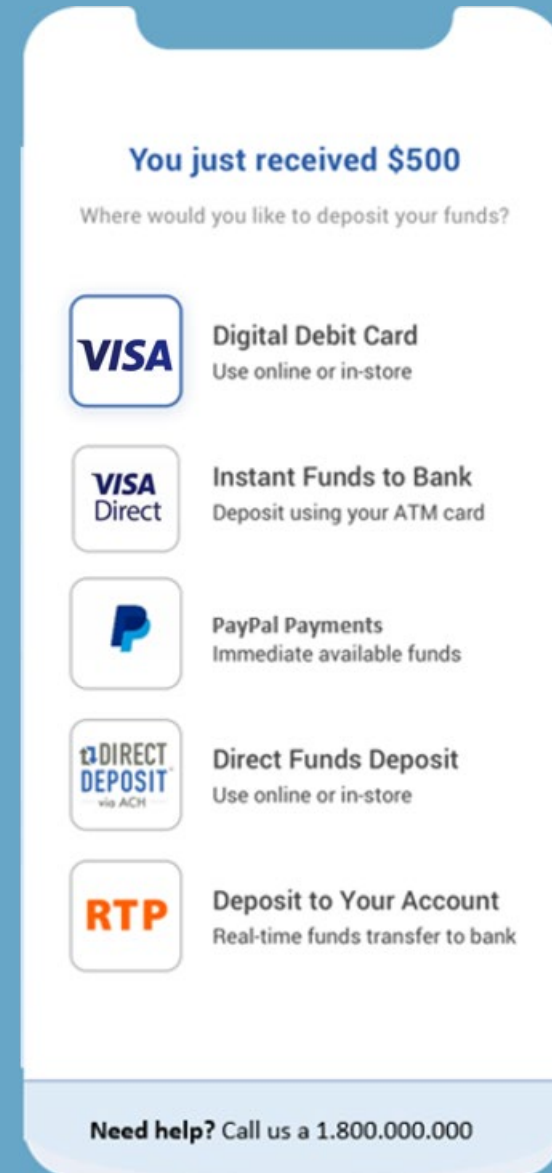 You just received $500
Where would you like to deposit your funds?
VISA
Digital Debit Card
Use online or in-store
VISA
Direct
Instant Funds to Bank
Deposit using your ATM card
PayPal Payments
Immediate available funds
DIRECT
DEPOSIT
via ACH
Direct Funds Deposit
Use online or in-store
RTP
Deposit to Your Account
Real-time funds transfer to bank
Need help? Call us a 1.800.000.000